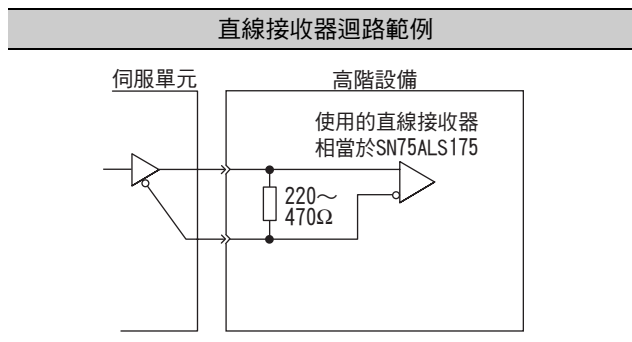 直線接收器迴路範例
伺服單元
高階設備
使用的直線接收器
相當於SN75ALS175
220～
470Ω